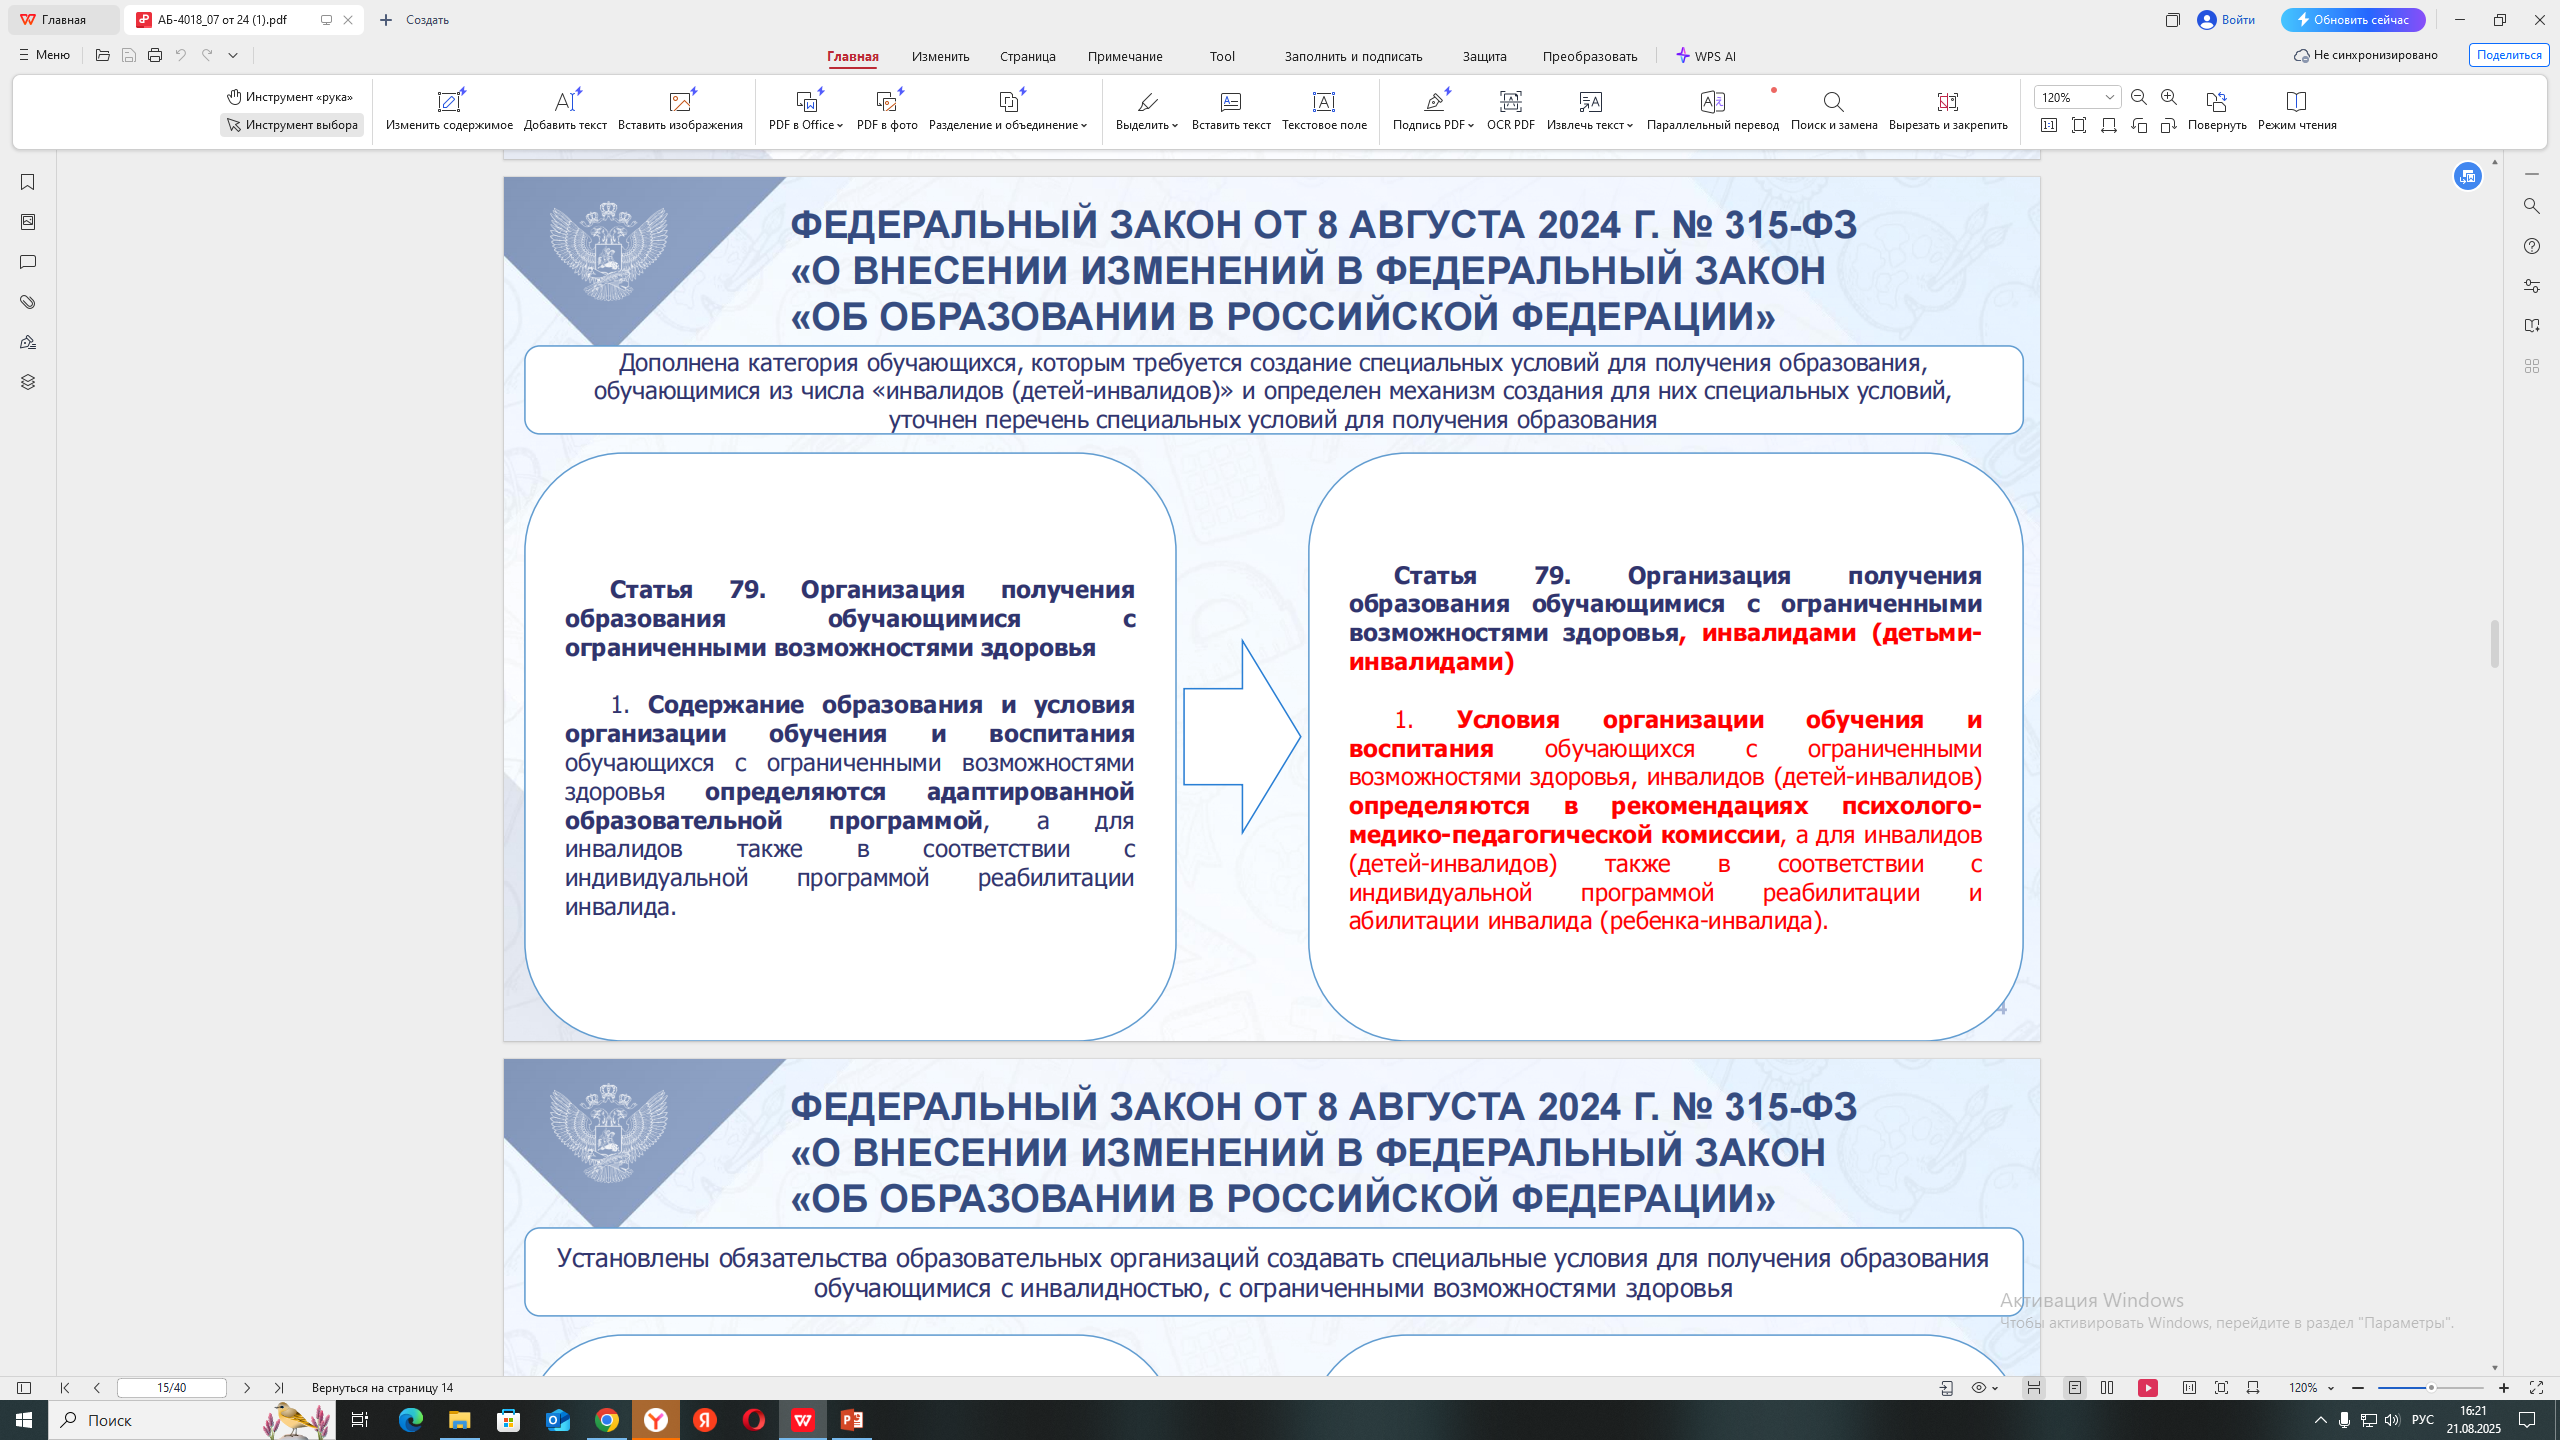 Главная
АБ-4018_07 от 24 (1).pdf
Создать
Войти
Обновить сейчас
Меню
Главная
Изменить
Страница
Примечание
Tool
Заполнить и подписать
Защита
Преобразовать
WPS AI
Не синхронизировано
Поделиться
Инструмент «рука»
Инструмент выбора
Изменить содержимое
Добавить текст
Вставить изображения
PDF в Office
PDF в фото
Разделение и объединение
Выделить
Вставить текст
Текстовое поле
Подпись PDF
OCR PDF
Извлечь текст
Параллельный перевод
Поиск и замена
Вырезать и закрепить
120%
Повернуть
Режим чтения
ФЕДЕРАЛЬНЫЙ ЗАКОН ОТ 8 АВГУСТА 2024 Г. № 315-ФЗ
«О ВНЕСЕНИИ ИЗМЕНЕНИЙ В ФЕДЕРАЛЬНЫЙ ЗАКОН
«ОБ ОБРАЗОВАНИИ В РОССИЙСКОЙ ФЕДЕРАЦИИ»
Дополнена категория обучающихся, которым требуется создание специальных условий для получения образования,
обучающимися из числа «инвалидов (детей-инвалидов)» и определен механизм создания для них специальных условий,
уточнен перечень специальных условий для получения образования
Статья 79. Организация получения
образования обучающимися с
ограниченными возможностями здоровья
1. Содержание образования и условия
организации обучения и воспитания
обучающихся с ограниченными возможностями
здоровья определяются адаптированной
образовательной программой, а для
инвалидов также в соответствии с
индивидуальной программой реабилитации
инвалида.
Статья 79. Организация получения
образования обучающимися с ограниченными
возможностями здоровья, инвалидами (детьми-
инвалидами)
1. Условия организации обучения и
воспитания обучающихся с ограниченными
возможностями здоровья, инвалидов (детей-инвалидов)
определяются в рекомендациях психолого-
медико-педагогической комиссии, а для инвалидов
(детей-инвалидов) также в соответствии с
индивидуальной программой реабилитации и
абилитации инвалида (ребенка-инвалида).
4
ФЕДЕРАЛЬНЫЙ ЗАКОН ОТ 8 АВГУСТА 2024 Г. № 315-ФЗ
«О ВНЕСЕНИИ ИЗМЕНЕНИЙ В ФЕДЕРАЛЬНЫЙ ЗАКОН
«ОБ ОБРАЗОВАНИИ В РОССИЙСКОЙ ФЕДЕРАЦИИ»
Установлены обязательства образовательных организаций создавать специальные условия для получения образования
обучающимися с инвалидностью, с ограниченными возможностями здоровья
Активация Windows
Чтобы активировать Windows, перейдите в раздел "Параметры".
15/40
Вернуться на страницу 14
120%
Поиск
РУС
16:21
21.08.2025